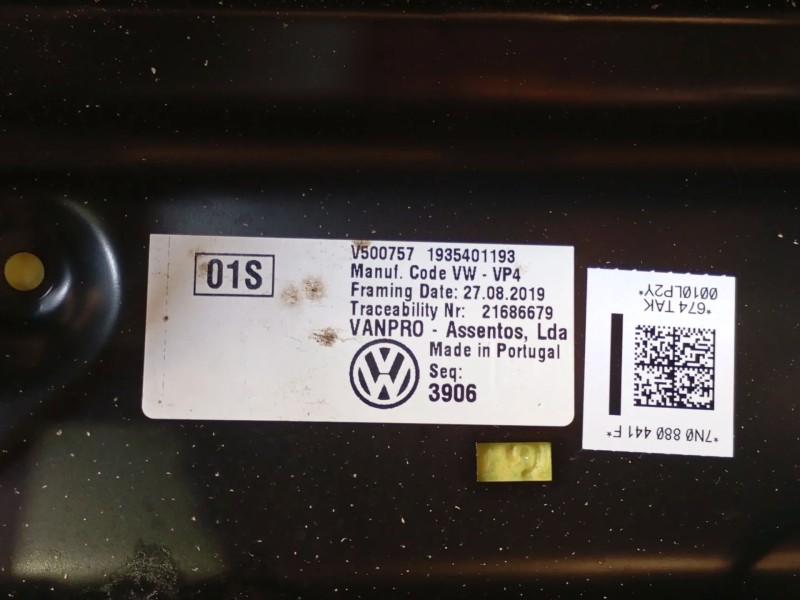 01S
V500757 1935401193
Manuf. Code VW - VP4
Framing Date: 27.08.2019
Traceability Nr: 21686679
VANPRO - Assentos, Lda
Made in Portugal
Seq:
3906
*7N0 880 441 F*
*674 TAK
0010LP2Y*